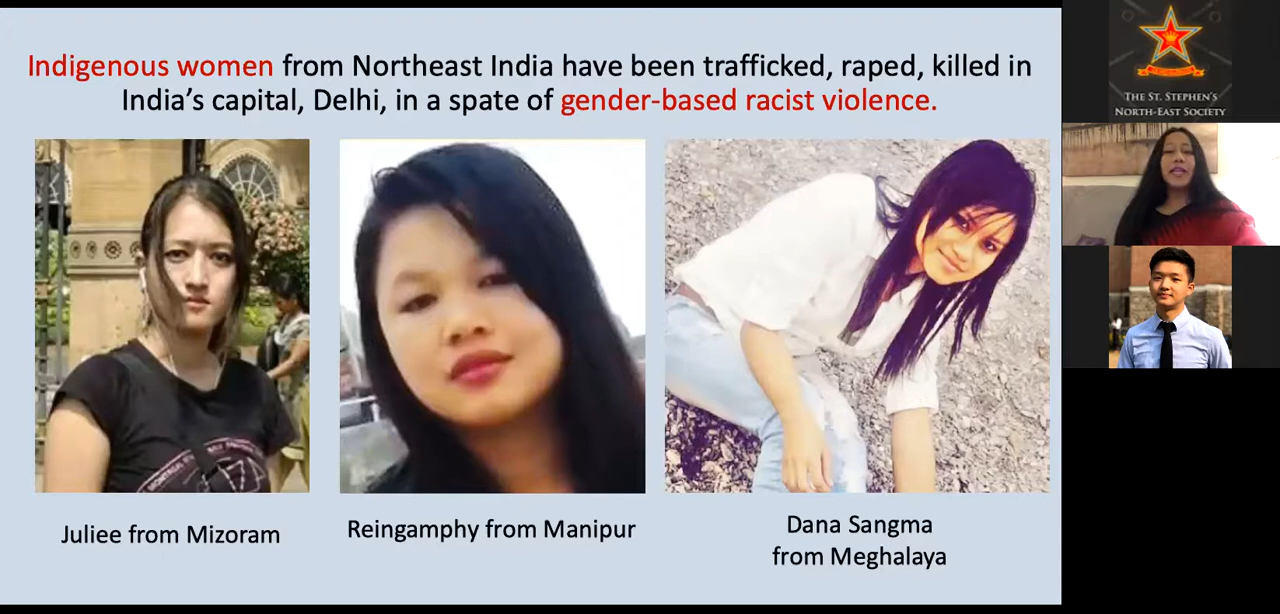 Indigenous women from Northeast India have been trafficked, raped, killed in
India’s capital, Delhi, in a spate of gender-based racist violence.
Juliee from Mizoram
Reingamphy from Manipur
Dana Sangma
from Meghalaya
THE ST. STEPHEN'S
NORTH-EAST SOCIETY